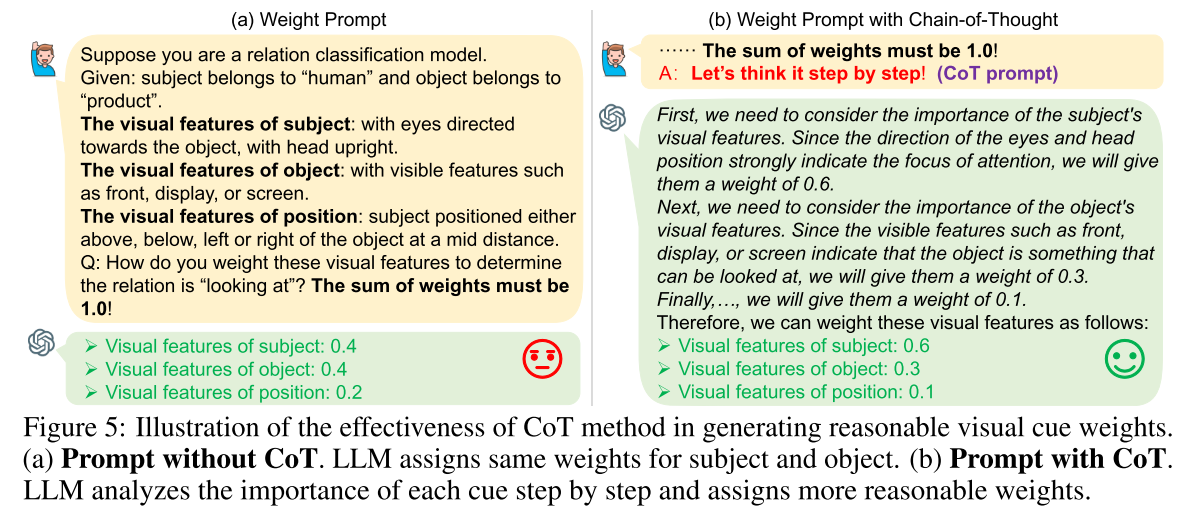 (a) Weight Prompt
Suppose you are a relation classification model.
Given: subject belongs to “human” and object belongs to
“product”.
The visual features of subject: with eyes directed
towards the object, with head upright.
The visual features of object: with visible features such
as front, display, or screen.
The visual features of position: subject positioned either
above, below, left or right of the object at a mid distance.
Q: How do you weight these visual features to determine
the relation is “looking at”? The sum of weights must be
1.0!
➢ Visual features of subject: 0.4
➢ Visual features of object: 0.4
➢ Visual features of position: 0.2
(b) Weight Prompt with Chain-of-Thought
······ The sum of weights must be 1.0!
A: Let’s think it step by step! (CoT prompt)
First, we need to consider the importance of the subject's
visual features. Since the direction of the eyes and head
position strongly indicate the focus of attention, we will give
them a weight of 0.6.
Next, we need to consider the importance of the object's
visual features. Since the visible features such as front,
display, or screen indicate that the object is something that
can be looked at, we will give them a weight of 0.3.
Finally,…, we will give them a weight of 0.1.
Therefore, we can weight these visual features as follows:
➢ Visual features of subject: 0.6
➢ Visual features of object: 0.3
➢ Visual features of position: 0.1
Figure 5: Illustration of the effectiveness of CoT method in generating reasonable visual cue weights.
(a) Prompt without CoT. LLM assigns same weights for subject and object. (b) Prompt with CoT.
LLM analyzes the importance of each cue step by step and assigns more reasonable weights.